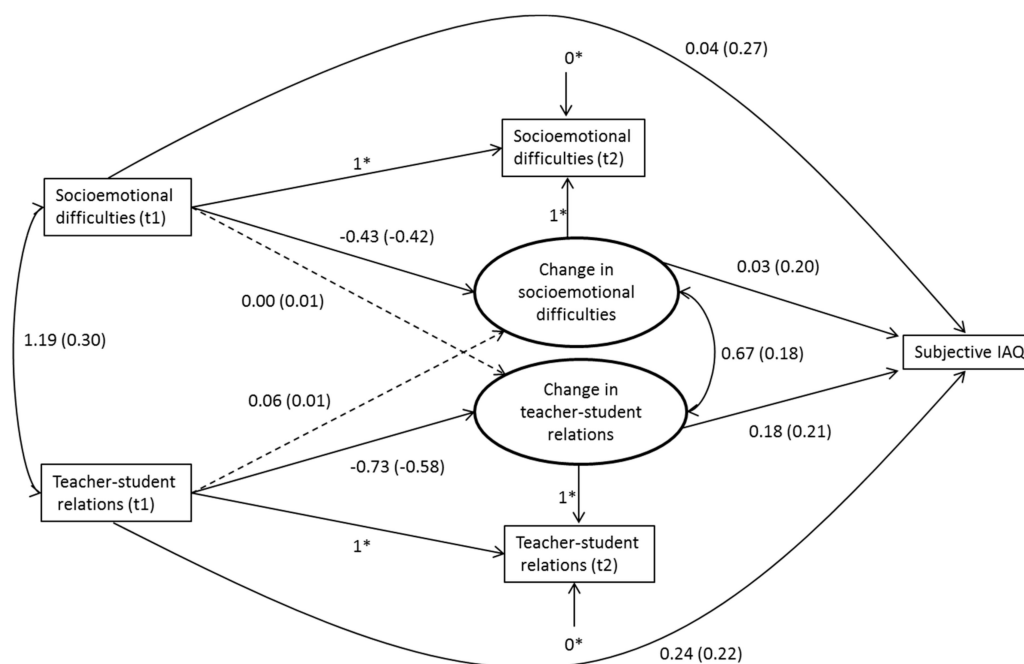 0.04 (0.27)
0*
Socioemotional
difficulties (t2)
1*
Socioemotional
difficulties (t1)
1*
-0.43 (-0.42)
Change in
socioemotional
difficulties
0.03 (0.20)
0.00 (0.01)
1.19 (0.30)
Subjective IAQ
0.67 (0.18)
0.06 (0.01)
Change in
teacher-student
relations
0.18 (0.21)
-0.73 (-0.58)
Teacher-student
relations (t1)
1*
1*
Teacher-student
relations (t2)
0*
0.24 (0.22)